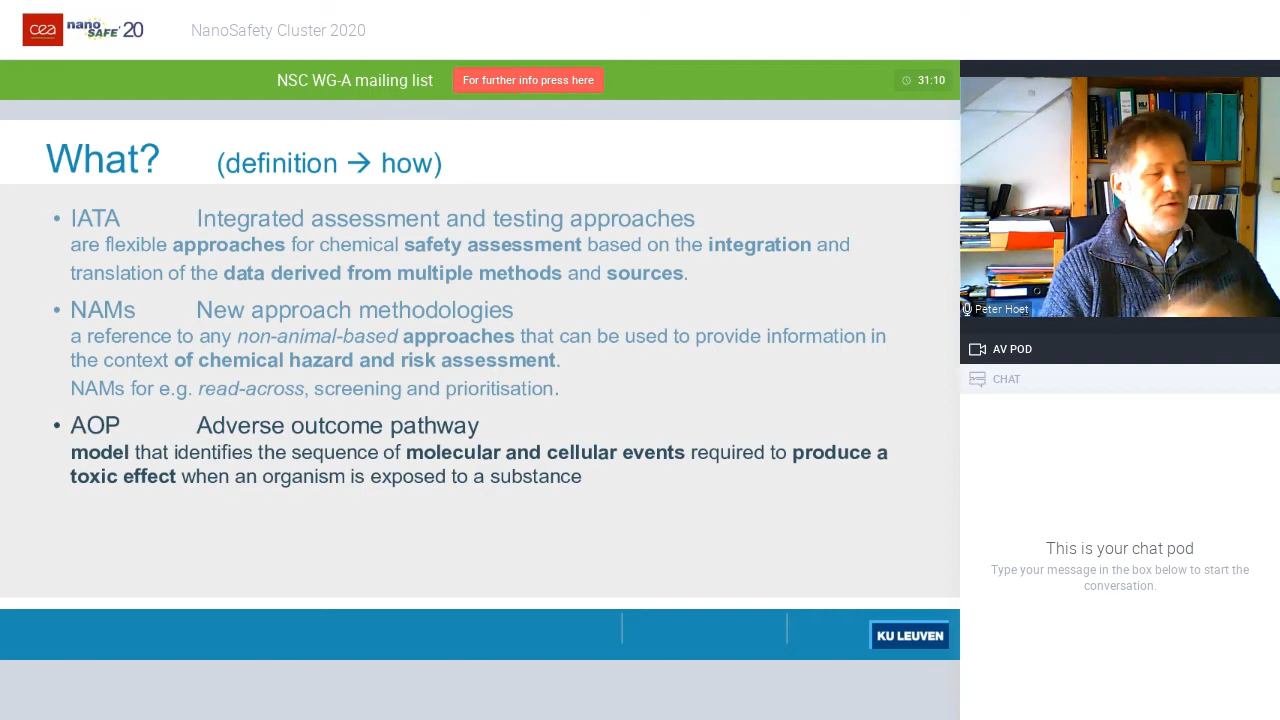 cea nano SAFE' 20 NanoSafety Cluster 2020
NSC WG-A mailing list For further info press here 31:10
What? (definition → how)
• IATA Integrated assessment and testing approaches
are flexible approaches for chemical safety assessment based on the integration and
translation of the data derived from multiple methods and sources.
• NAMs New approach methodologies
a reference to any non-animal-based approaches that can be used to provide information in
the context of chemical hazard and risk assessment.
NAMs for e.g. read-across, screening and prioritisation.
• AOP Adverse outcome pathway
model that identifies the sequence of molecular and cellular events required to produce a
toxic effect when an organism is exposed to a substance
KU LEUVEN
Peter Hoet
AV POD
CHAT
This is your chat pod
Type your message in the box below to start the
conversation.